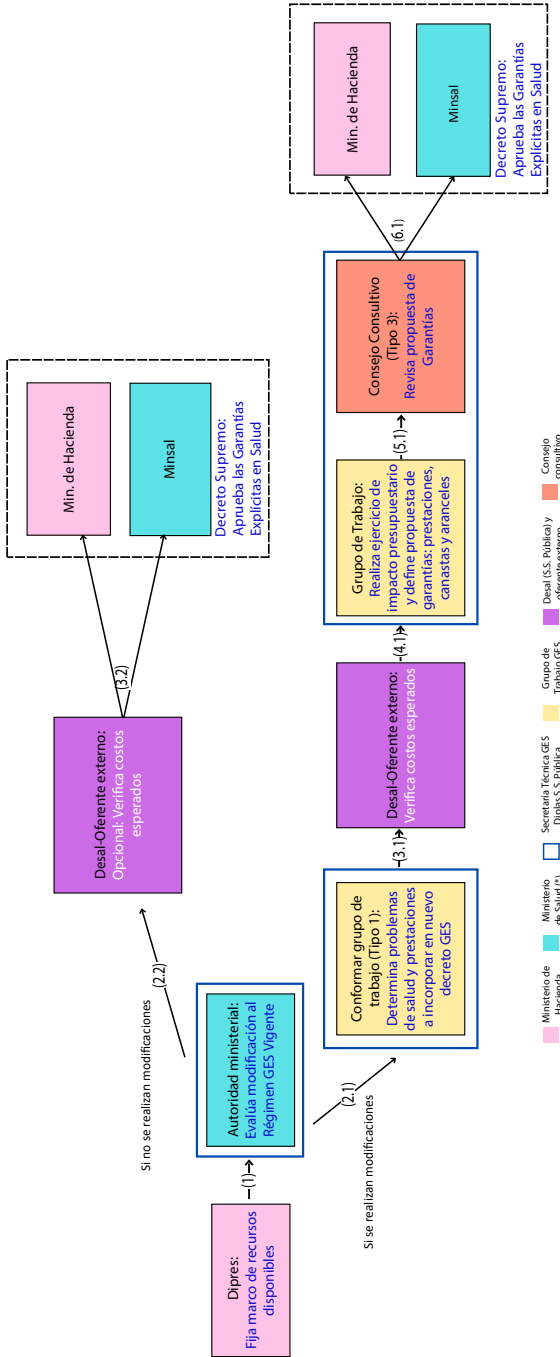 Dipres:
Fija marco de recursos
disponibles
(1)
Autoridad ministerial:
Evalúa modificación al
Régimen GES Vigente
Si no se realizan modificaciones
(2.2)
Desal-Oferente externo:
Opcional: Verifica costos
esperados
(3.2)
Min. de Hacienda
Minsal
Decreto Supremo:
Aprueba las Garantías
Explícitas en Salud
Si se realizan modificaciones
(2.1)
Conformar grupo de
trabajo (Tipo 1):
Determina problemas
de salud y prestaciones
a incorporar en nuevo
decreto GES
(3.1)
Desal-Oferente externo:
Verifica costos esperados
(4.1)
Grupo de Trabajo:
Realiza ejercicio de
impacto presupuestario
y define propuesta de
garantías: prestaciones,
canastas y aranceles
(5.1)
Consejo Consultivo
(Tipo 3):
Revisa propuesta de
Garantías
(6.1)
Min. de Hacienda
Minsal
Decreto Supremo:
Aprueba las Garantías
Explícitas en Salud
Ministerio de
Hacienda
Ministerio
de Salud (*)
Secretaría Técnica GES
Diplas S.S. Pública
Grupo de
Trabajo GES
Desal (S.S. Pública) y
oferente externo
Consejo
consultivo